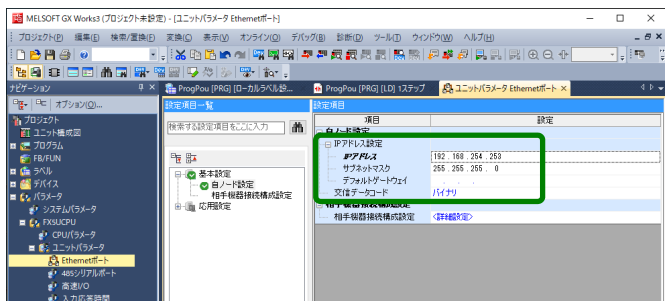 MELSOFT GX Works3 (プロジェクト未設定) - [ユニットパラメータ Ethernetポート]
プロジェクト(P) 編集(E) 検索/置換(F) 変換(C) 表示(V) オンライン(O) デバッグ(B) 診断(D) ツール(T) ウィンドウ(W) ヘルプ(H)
ナビゲーション
ProgPou [PRG] [ローカルラベル設...
ProgPou [PRG] [LD] 1ステップ
ユニットパラメータ Ethernetポート
オプション(O)...
プロジェクト
ユニット構成図
プログラム
FB/FUN
ラベル
デバイス
パラメータ
システムパラメータ
FX5UCPU
CPUパラメータ
ユニットパラメータ
Ethernetポート
485シリアルポート
高速I/O
入力応答時間
設定項目一覧
検索する設定項目をここに入力
基本設定
自ノード設定
相手機器接続構成設定
応用設定
設定項目
項目 設定
自ノード設定
IPアドレス設定
IPアドレス 192 . 168 . 254 . 253
サブネットマスク 255 . 255 . 255 . 0
デフォルトゲートウェイ . . .
交信データコード バイナリ
相手機器接続構成設定
相手機器接続構成設定 <詳細設定>